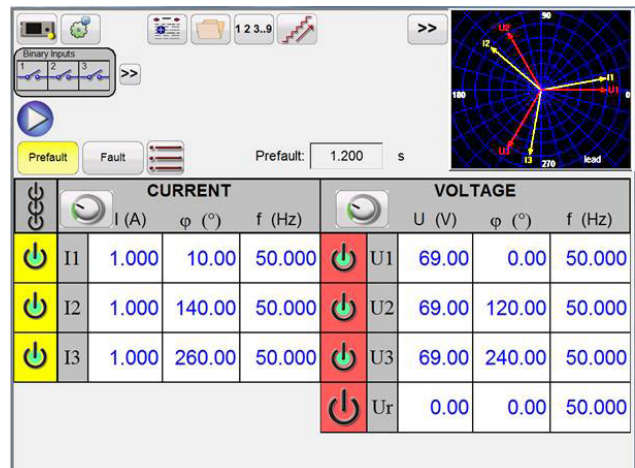 1 2 3..9
>>
Binary Inputs
1 2 3
>>
90
U2
I2
I1
180
U1
0
U3
I3
270
lead
Prefault
Fault
Prefault: 1.200 s
CURRENT
VOLTAGE
I (A) φ (°) f (Hz)
U (V) φ (°) f (Hz)
I1 1.000 10.00 50.000 U1 69.00 0.00 50.000
I2 1.000 140.00 50.000 U2 69.00 120.00 50.000
I3 1.000 260.00 50.000 U3 69.00 240.00 50.000
Ur 0.00 0.00 50.000